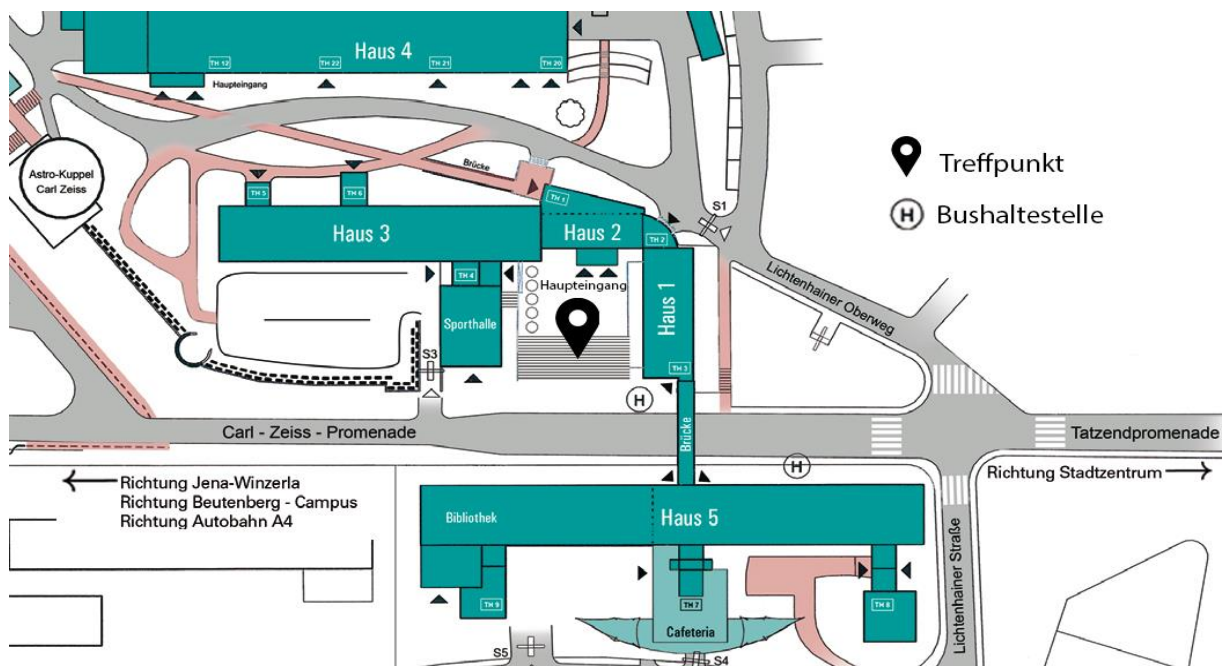 Haus 4
TH 12
TH 22
TH 21
TH 20
Haupteingang
Astro-Kuppel
Carl Zeiss
Brücke
TH 5
TH 6
TH 1
Haus 3
Haus 2
TH 2
S1
Treffpunkt
H Bushaltestelle
TH 4
Haupteingang
Haus 1
Lichtenhainer Oberweg
Sporthalle
S3
TH 3
H
Carl - Zeiss - Promenade
Brücke
Tatzendpromenade
H
Richtung Jena-Winzerla
Richtung Beutenberg - Campus
Richtung Autobahn A4
Richtung Stadtzentrum
Bibliothek
Haus 5
Lichtenhainer Straße
TH 9
TH 7
TH 8
Cafeteria
S5
S4